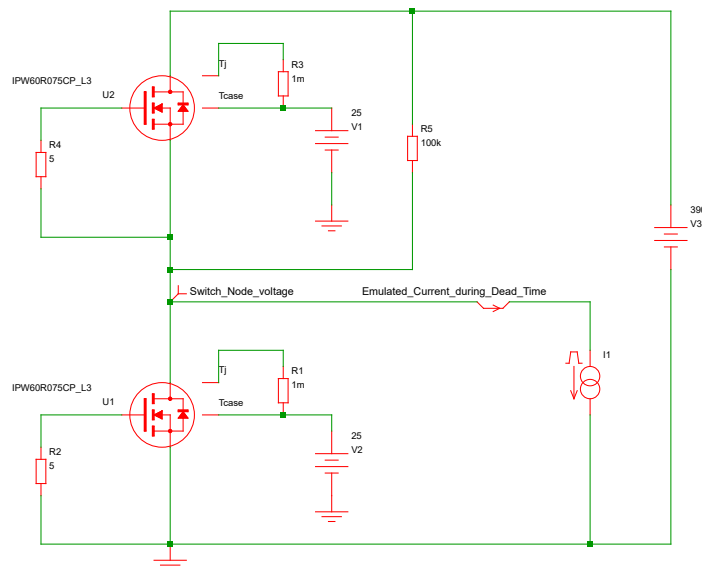 Tj
R3
1m
IPW60R075CP_L3
U2
Tcase
25
V1
R5
100k
R4
5
V3
Switch_Node_voltage
Emulated_Current_during_Dead_Time
Tj
R1
1m
I1
IPW60R075CP_L3
U1
Tcase
25
V2
R2
5